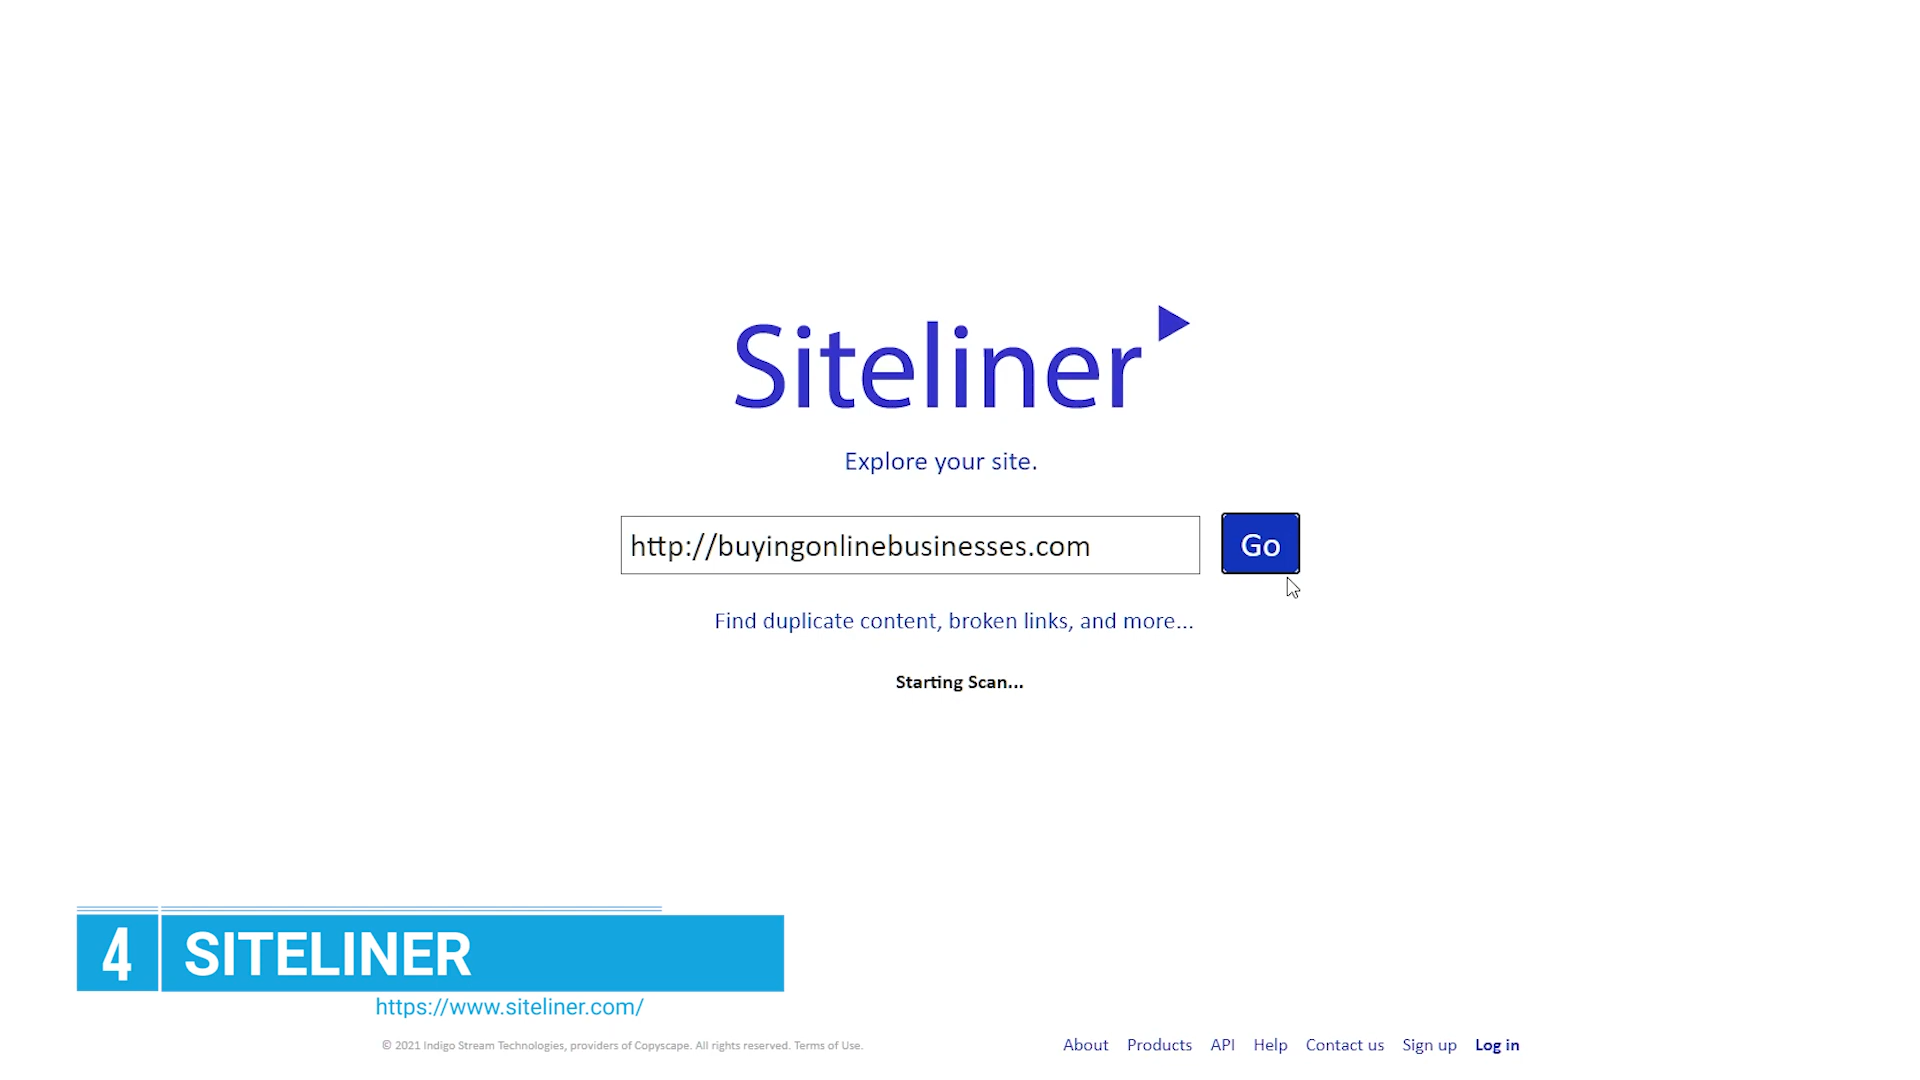 Siteliner
Explore your site.
http://buyingonlinebusinesses.com
Go
Find duplicate content, broken links, and more...
Starting Scan...
4
SITELINER
https://www.siteliner.com/
© 2021 Indigo Stream Technologies, providers of Copyscape. All rights reserved. Terms of Use.
About Products API Help Contact us Sign up Log in